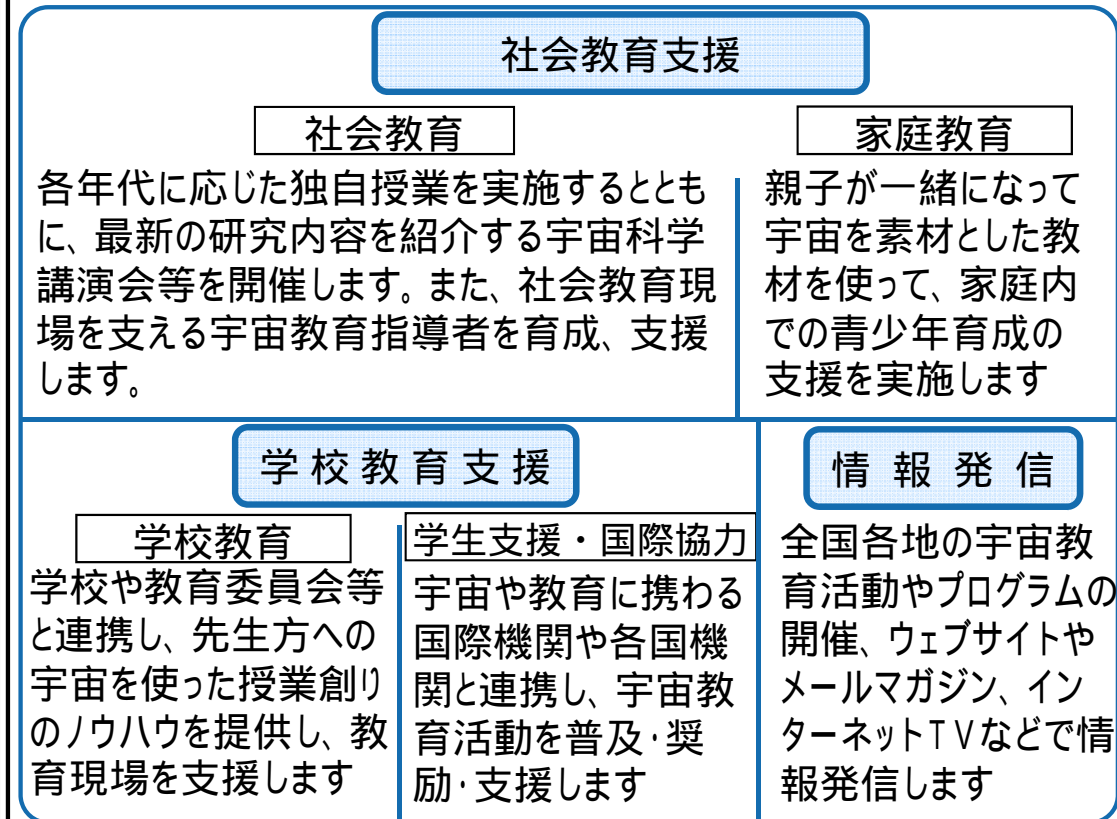 社会教育支援
社会教育
各年代に応じた独自授業を実施するととも
に、最新の研究内容を紹介する宇宙科学
講演会等を開催します。また、社会教育現
場を支える宇宙教育指導者を育成、支援
します。
家庭教育
親子が一緒になって
宇宙を素材とした教
材を使って、家庭内
での青少年育成の
支援を実施します
学校教育支援
学校教育
学校や教育委員会等
と連携し、先生方への
宇宙を使った授業創り
のノウハウを提供し、教
育現場を支援します
学生支援・国際協力
宇宙や教育に携わる
国際機関や各国機
関と連携し、宇宙教
育活動を普及・奨
励・支援します
情報発信
全国各地の宇宙教
育活動やプログラムの
開催、ウェブサイトや
メールマガジン、イン
ターネットTVなどで情
報発信します